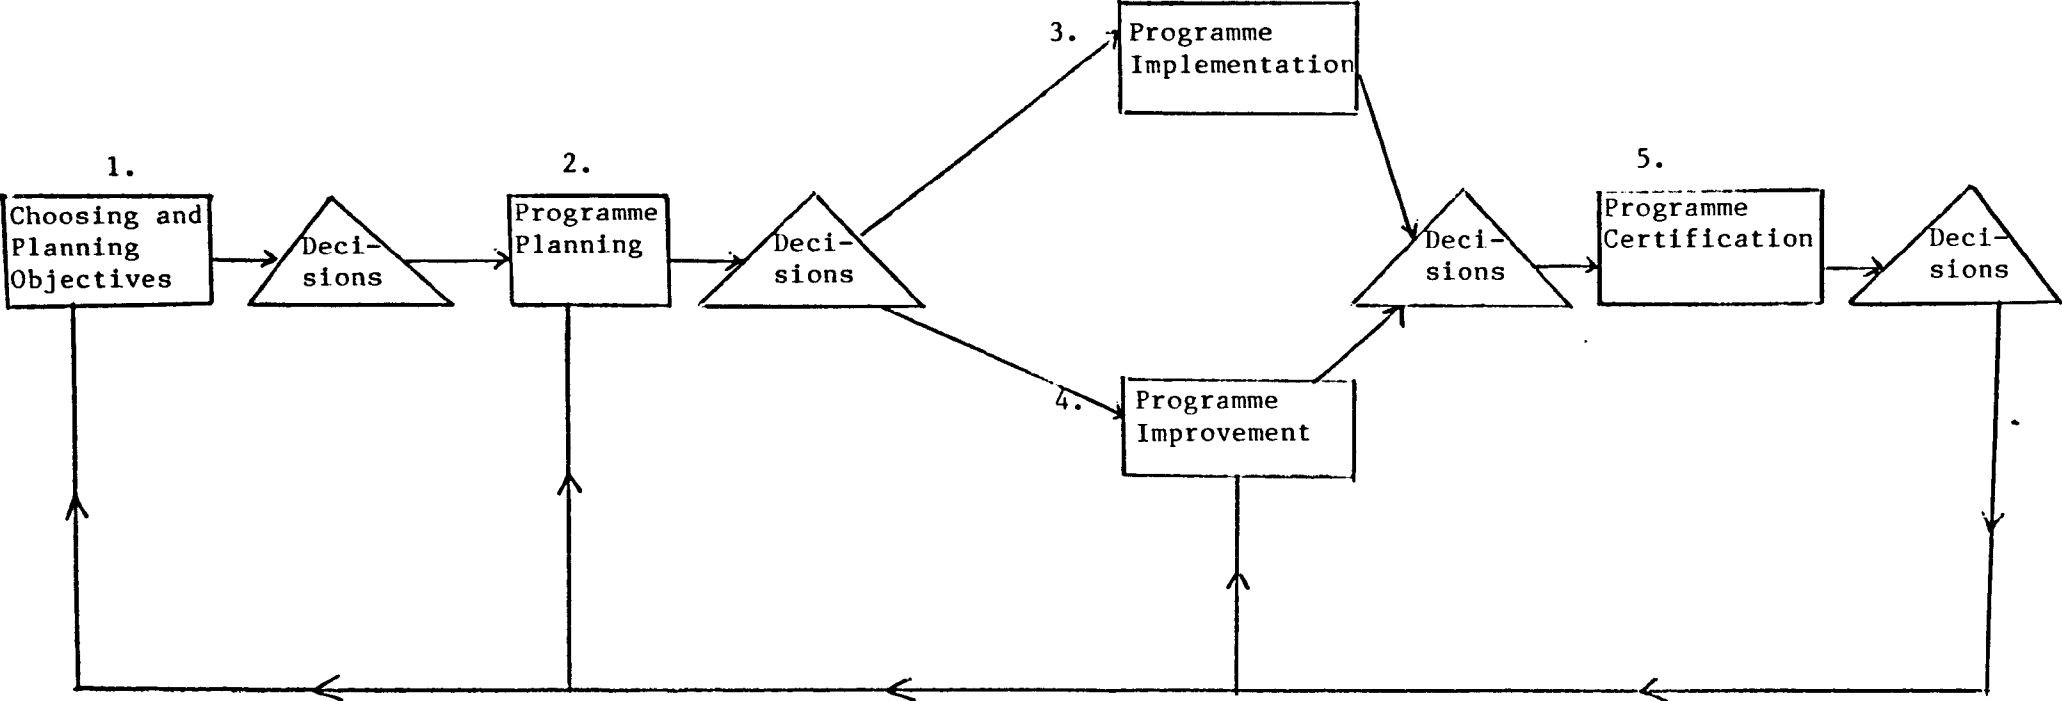 1.
Choosing and
Planning
Objectives
Deci-
sions
2.
Programme
Planning
Deci-
sions
3.
Programme
Implementation
4.
Programme
Improvement
Deci-
sions
5.
Programme
Certification
Deci-
sions